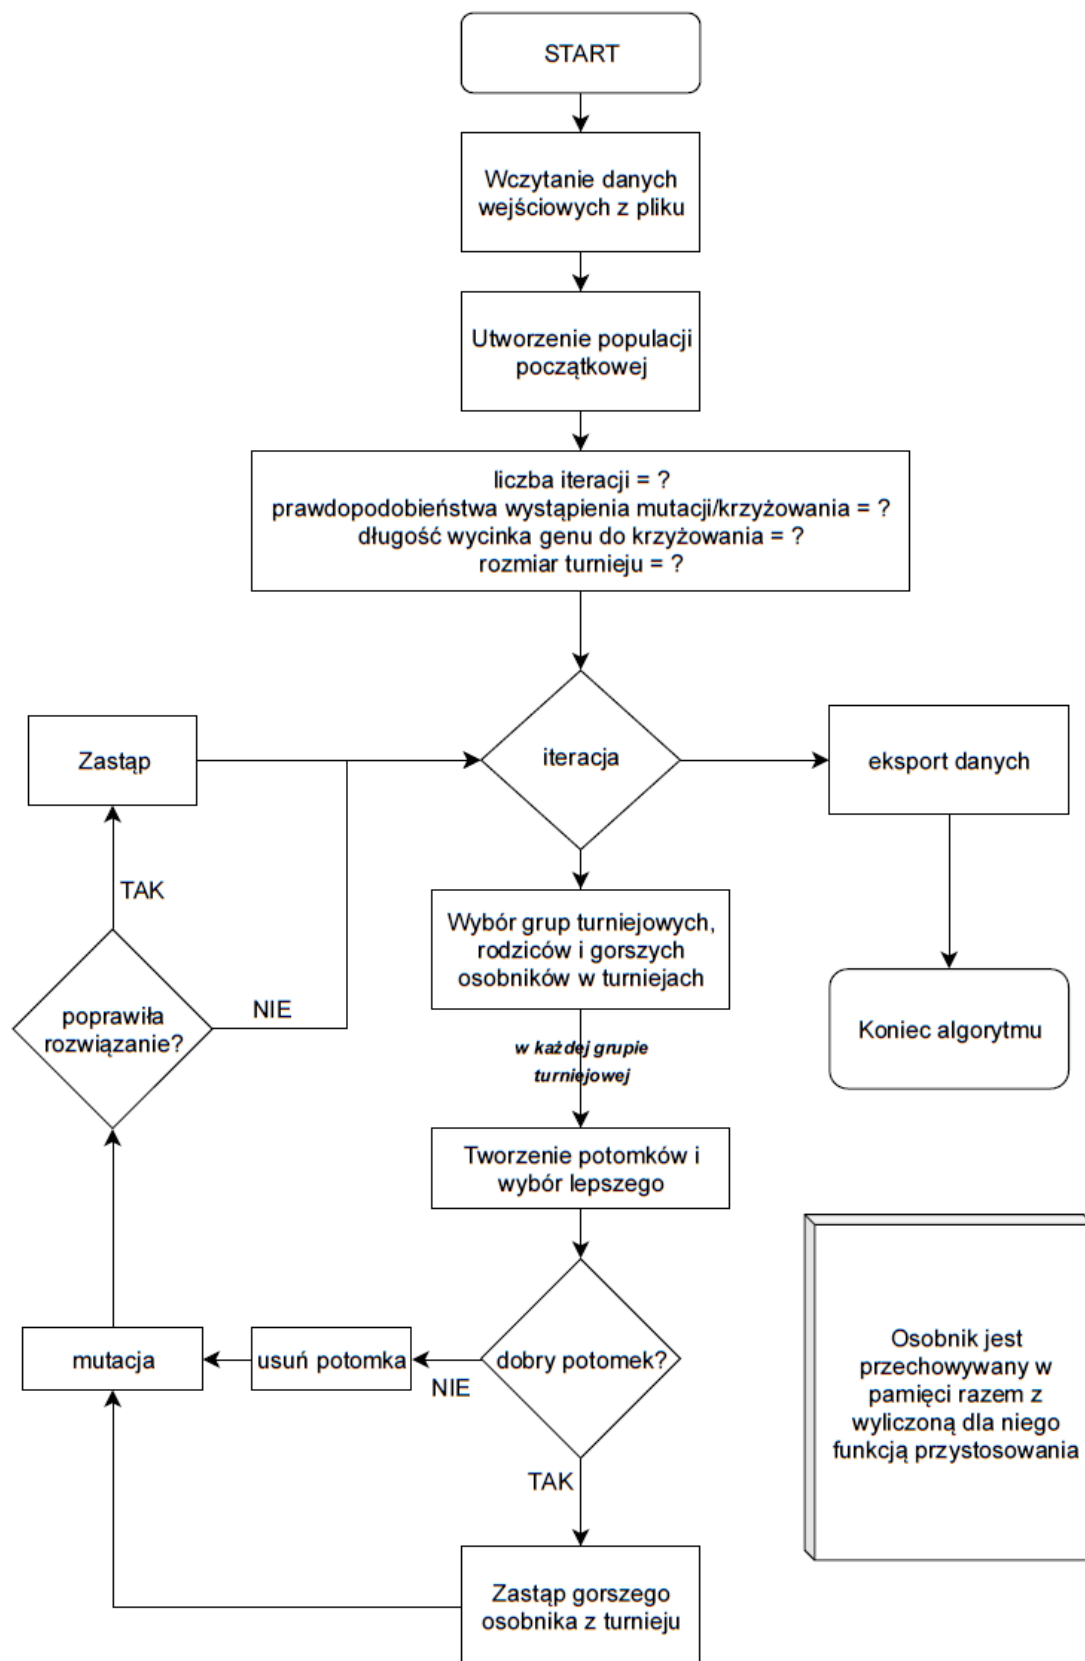 START
Wczytanie danych
wejściowych z pliku
Utworzenie populacji
początkowej
liczba iteracji = ?
prawdopodobieństwa wystąpienia mutacji/krzyżowania = ?
długość wycinka genu do krzyżowania = ?
rozmiar turnieju = ?
Zastąp
iteracja
eksport danych
TAK
Wybór grup turniejowych,
rodziców i gorszych
osobników w turniejach
poprawiła
rozwiązanie?
NIE
Koniec algorytmu
w każdej grupie
turniejowej
Tworzenie potomków i
wybór lepszego
mutacja
usuń potomka
NIE
dobry potomek?
Osobnik jest
przechowywany w
pamięci razem z
wyliczoną dla niego
funkcją przystosowania
TAK
Zastąp gorszego
osobnika z turnieju